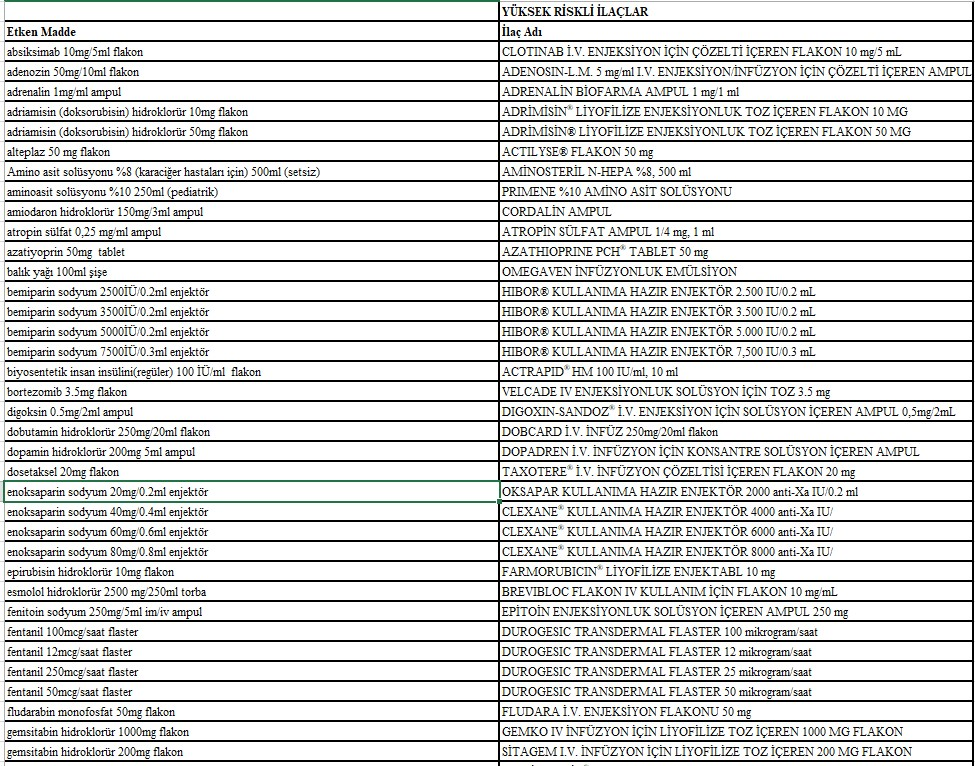 YÜKSEK RİSKLİ İLAÇLAR
Etken Madde İlaç Adı
absiksimab 10mg/5ml flakon CLOTINAB İ.V. ENJEKSİYON İÇİN ÇÖZELTİ İÇEREN FLAKON 10 mg/5 mL
adenozin 50mg/10ml flakon ADENOSIN-L.M. 5 mg/ml I.V. ENJEKSİYON/İNFÜZYON İÇİN ÇÖZELTİ İÇEREN AMPUL
adrenalin 1mg/ml ampul ADRENALİN BİOFARMA AMPUL 1 mg/1 ml
adriamisin (doksorubisin) hidroklorür 10mg flakon ADRİMİSİN® LİYOFİLİZE ENJEKSİYONLUK TOZ İÇEREN FLAKON 10 MG
adriamisin (doksorubisin) hidroklorür 50mg flakon ADRİMİSİN® LİYOFİLİZE ENJEKSİYONLUK TOZ İÇEREN FLAKON 50 MG
alteplaz 50 mg flakon ACTILYSE® FLAKON 50 mg
Amino asit solüsyonu %8 (karaciğer hastaları için) 500ml (setsiz) AMİNOSTERİL N-HEPA %8, 500 ml
aminoasit solüsyonu %10 250ml (pediatrik) PRIMENE %10 AMİNO ASİT SOLÜSYONU
amiodaron hidroklorür 150mg/3ml ampul CORDALİN AMPUL
atropin sülfat 0,25 mg/ml ampul ATROPİN SÜLFAT AMPUL 1/4 mg, 1 ml
azatiyoprin 50mg tablet AZATHIOPRINE PCH® TABLET 50 mg
balık yağı 100ml şişe OMEGAVEN İNFÜZYONLUK EMÜLSİYON
bemiparin sodyum 2500İÜ/0.2ml enjektör HIBOR® KULLANIMA HAZIR ENJEKTÖR 2.500 IU/0.2 mL
bemiparin sodyum 3500İÜ/0.2ml enjektör HIBOR® KULLANIMA HAZIR ENJEKTÖR 3.500 IU/0.2 mL
bemiparin sodyum 5000İÜ/0.2ml enjektör HIBOR® KULLANIMA HAZIR ENJEKTÖR 5.000 IU/0.2 mL
bemiparin sodyum 7500İÜ/0.3ml enjektör HIBOR® KULLANIMA HAZIR ENJEKTÖR 7,500 IU/0.3 mL
biyosentetik insan insülini(regüler) 100 İÜ/ml flakon ACTRAPID® HM 100 IU/ml, 10 ml
bortezomib 3.5mg flakon VELCADE IV ENJEKSİYONLUK SOLÜSYON İÇİN TOZ 3.5 mg
digoksin 0.5mg/2ml ampul DIGOXIN-SANDOZ® İ.V. ENJEKSİYON İÇİN SOLÜSYON İÇEREN AMPUL 0,5mg/2mL
dobutamin hidroklorür 250mg/20ml flakon DOBCARD İ.V. İNFÜZ 250mg/20ml flakon
dopamin hidroklorür 200mg 5ml ampul DOPADREN İ.V. İNFÜZYON İÇİN KONSANTRE SOLÜSYON İÇEREN AMPUL
dosetaksel 20mg flakon TAXOTERE® İ.V. İNFÜZYON ÇÖZELTİSİ İÇEREN FLAKON 20 mg
enoksaparin sodyum 20mg/0.2ml enjektör OKSAPAR KULLANIMA HAZIR ENJEKTÖR 2000 anti-Xa IU/0.2 ml
enoksaparin sodyum 40mg/0.4ml enjektör CLEXANE® KULLANIMA HAZIR ENJEKTÖR 4000 anti-Xa IU/
enoksaparin sodyum 60mg/0.6ml enjektör CLEXANE® KULLANIMA HAZIR ENJEKTÖR 6000 anti-Xa IU/
enoksaparin sodyum 80mg/0.8ml enjektör CLEXANE® KULLANIMA HAZIR ENJEKTÖR 8000 anti-Xa IU/
epirubisin hidroklorür 10mg flakon FARMORUBICIN® LİYOFİLİZE ENJEKTABL 10 mg
esmolol hidroklorür 2500 mg/250ml torba BREVIBLOC FLAKON IV KULLANIM İÇİN FLAKON 10 mg/mL
fenitoin sodyum 250mg/5ml im/iv ampul EPİTOİN ENJEKSİYONLUK SOLÜSYON İÇEREN AMPUL 250 mg
fentanil 100mcg/saat flaster DUROGESIC TRANSDERMAL FLASTER 100 mikrogram/saat
fentanil 12mcg/saat flaster DUROGESIC TRANSDERMAL FLASTER 12 mikrogram/saat
fentanil 250mcg/saat flaster DUROGESIC TRANSDERMAL FLASTER 25 mikrogram/saat
fentanil 50mcg/saat flaster DUROGESIC TRANSDERMAL FLASTER 50 mikrogram/saat
fludarabin monofosfat 50mg flakon FLUDARA İ.V. ENJEKSİYON FLAKONU 50 mg
gemsitabin hidroklorür 1000mg flakon GEMKO IV İNFÜZYON İÇİN LİYOFİLİZE TOZ İÇEREN 1000 MG FLAKON
gemsitabin hidroklorür 200mg flakon SİTAGEM I.V. İNFÜZYON İÇİN LİYOFİLİZE TOZ İÇEREN 200 MG FLAKON